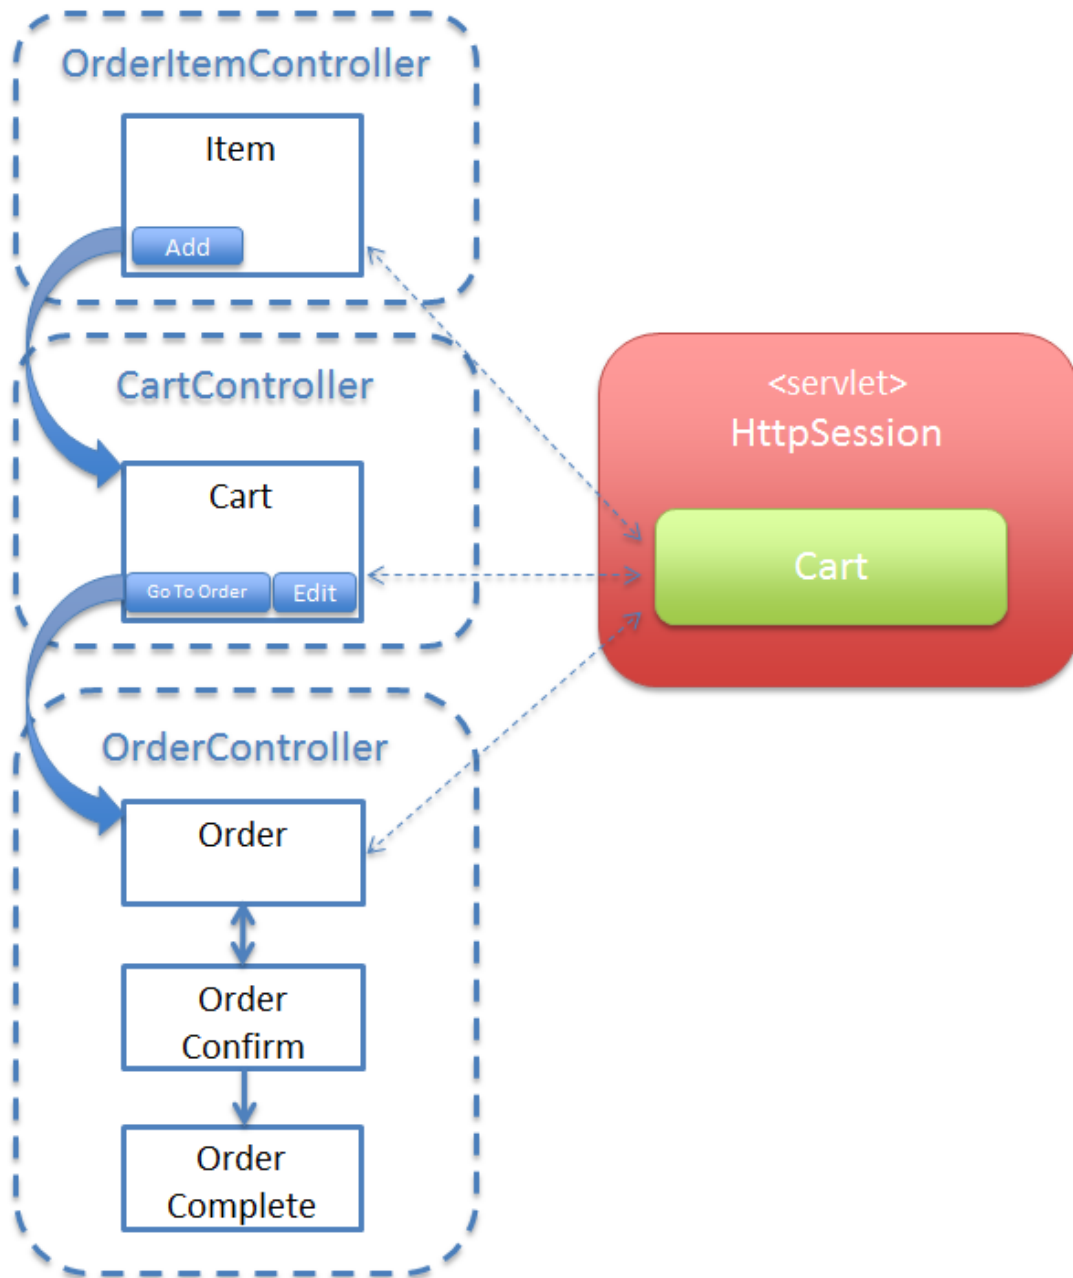 OrderItemController
Item
Add
CartController
Cart
Go To Order
Edit
<servlet>
HttpSession
Cart
OrderController
Order
Order
Confirm
Order
Complete